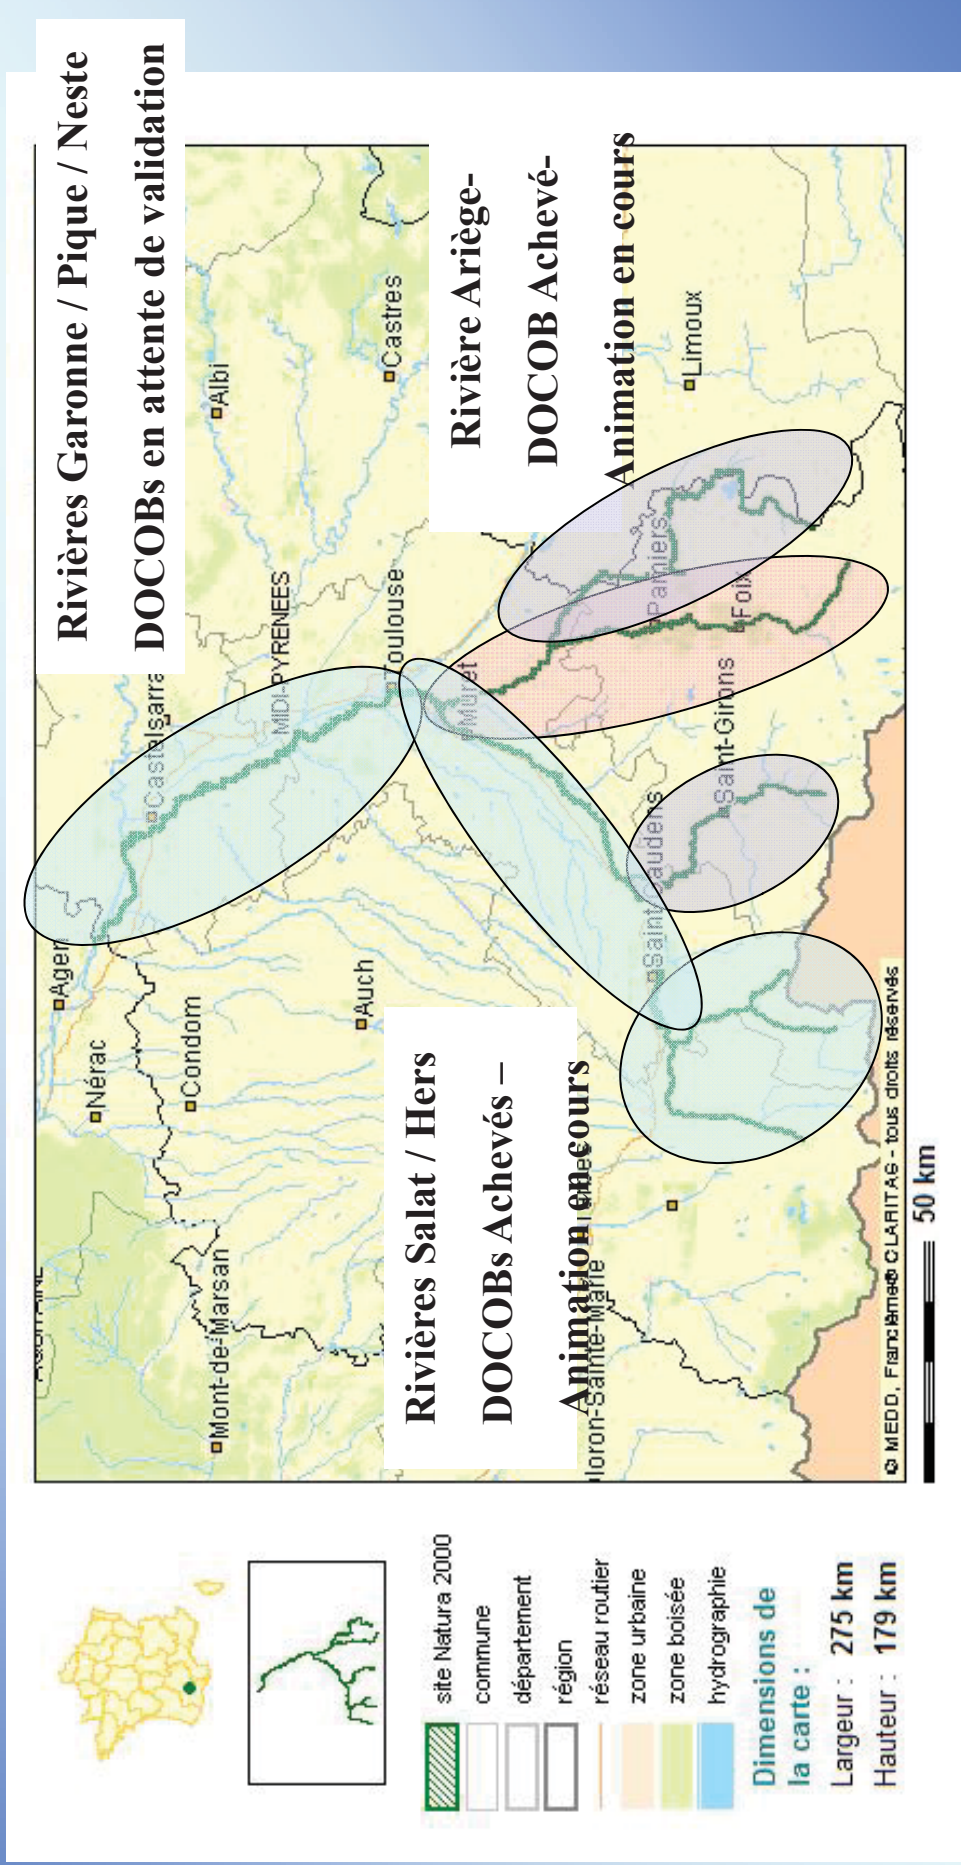 Rivières Garonne / Pique / Neste
DOCOBs en attente de validation
Rivière Ariège-
DOCOB Achevé-
Animation en cours
Rivières Salat / Hers
DOCOBs Achevés –
Animation en cours
Agen
Nérac
Condom
Castelsarra
Albi
Mont-de-Marsan
Auch
MIDI-PYRENEES
Toulouse
Castres
Muret
loron-Sainte-Marie
Saint-Gaudens
Saint-Girons
Pamiers
Foix
Limoux
© MEDD, France, IGN © CLARITAS - tous droits réservés
50 km
site Natura 2000
commune
département
région
réseau routier
zone urbaine
zone boisée
hydrographie
Dimensions de
la carte :
Largeur : 275 km
Hauteur : 179 km